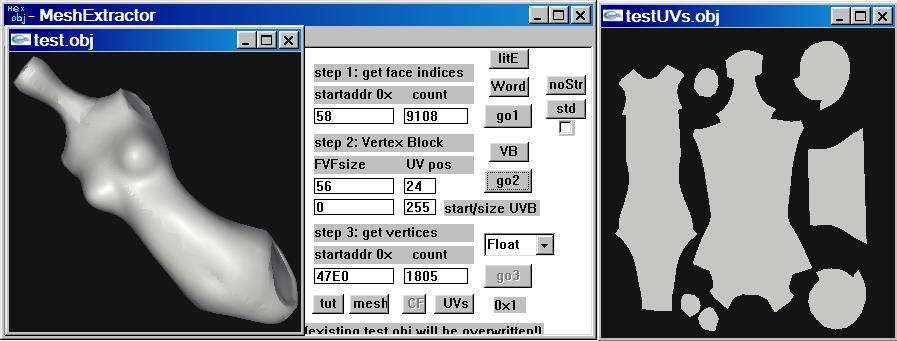 Hex
obj
- MeshExtractor
testUVs.obj
test.obj
litE
step 1: get face indices
Word
noStr
startaddr 0x count
std
58 9108
go1
step 2: Vertex Block
VB
FVFsize UV pos
go2
56 24
0 255 start/size UVB
step 3: get vertices
Float
startaddr 0x count
47E0 1805
go3
tut mesh CF UVs 0x1
(existing test.obj will be overwritten!)